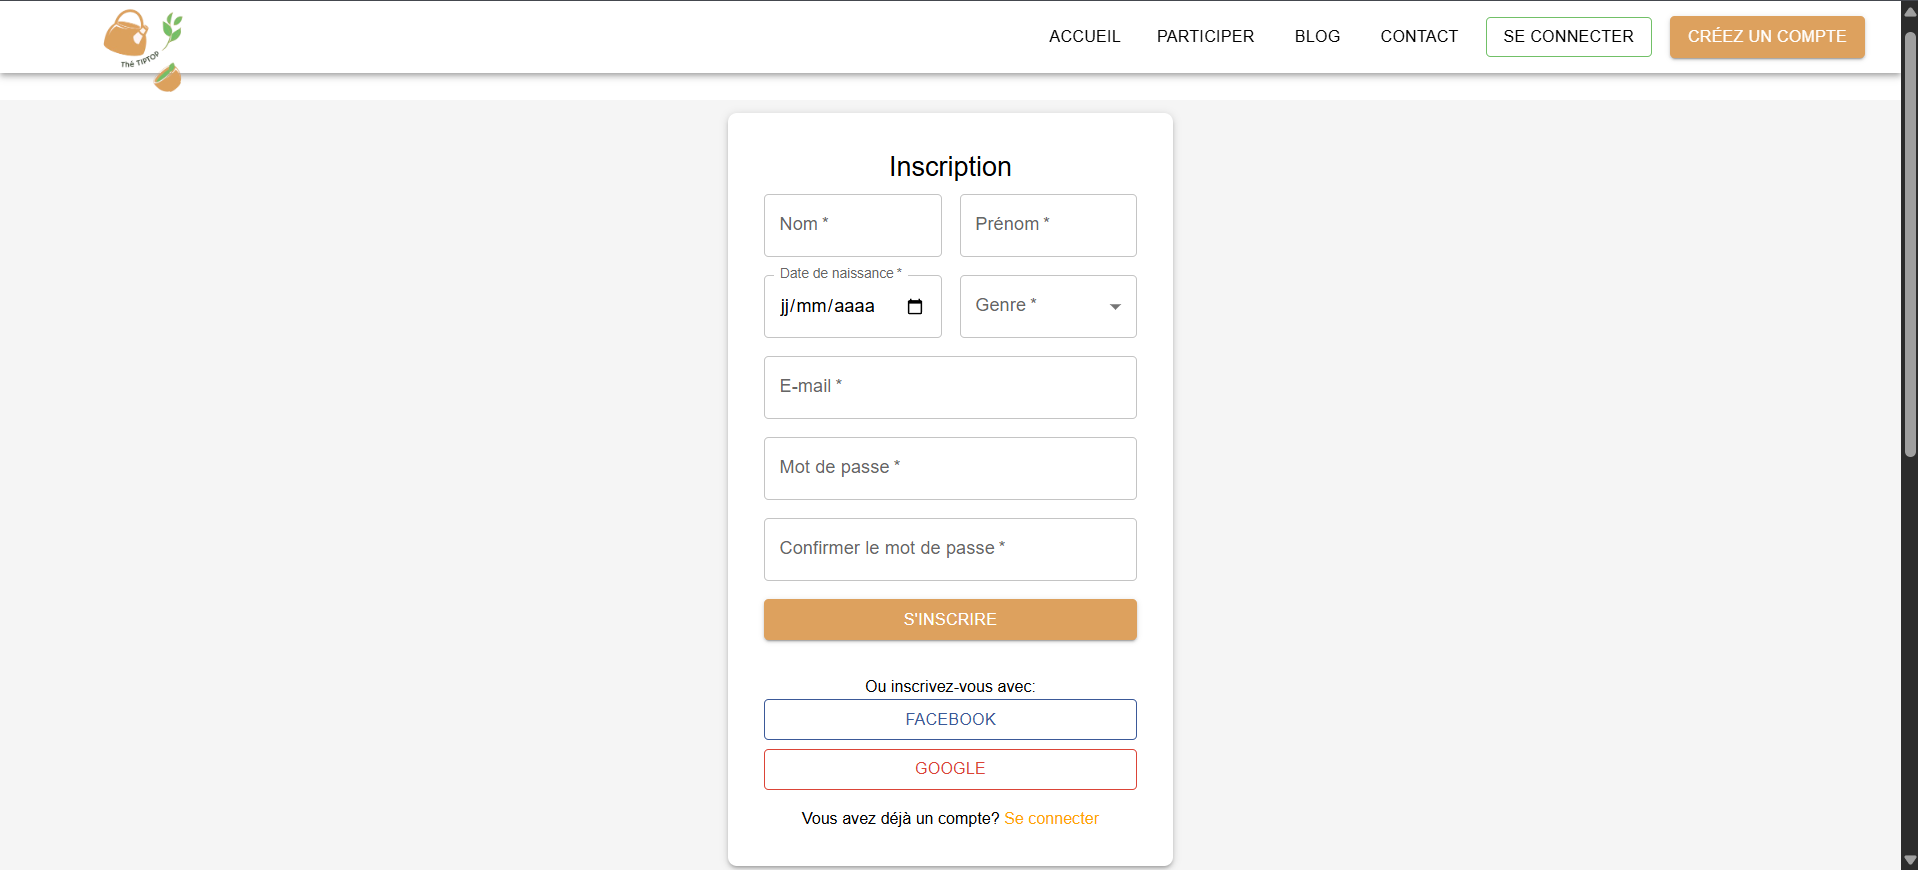 Thé TIPTOP
ACCUEIL PARTICIPER BLOG CONTACT SE CONNECTER CRÉEZ UN COMPTE
Inscription
Nom * Prénom *
Date de naissance *
jj/mm/aaaa Genre *
E-mail *
Mot de passe *
Confirmer le mot de passe *
S'INSCRIRE
Ou inscrivez-vous avec:
FACEBOOK
GOOGLE
Vous avez déjà un compte? Se connecter